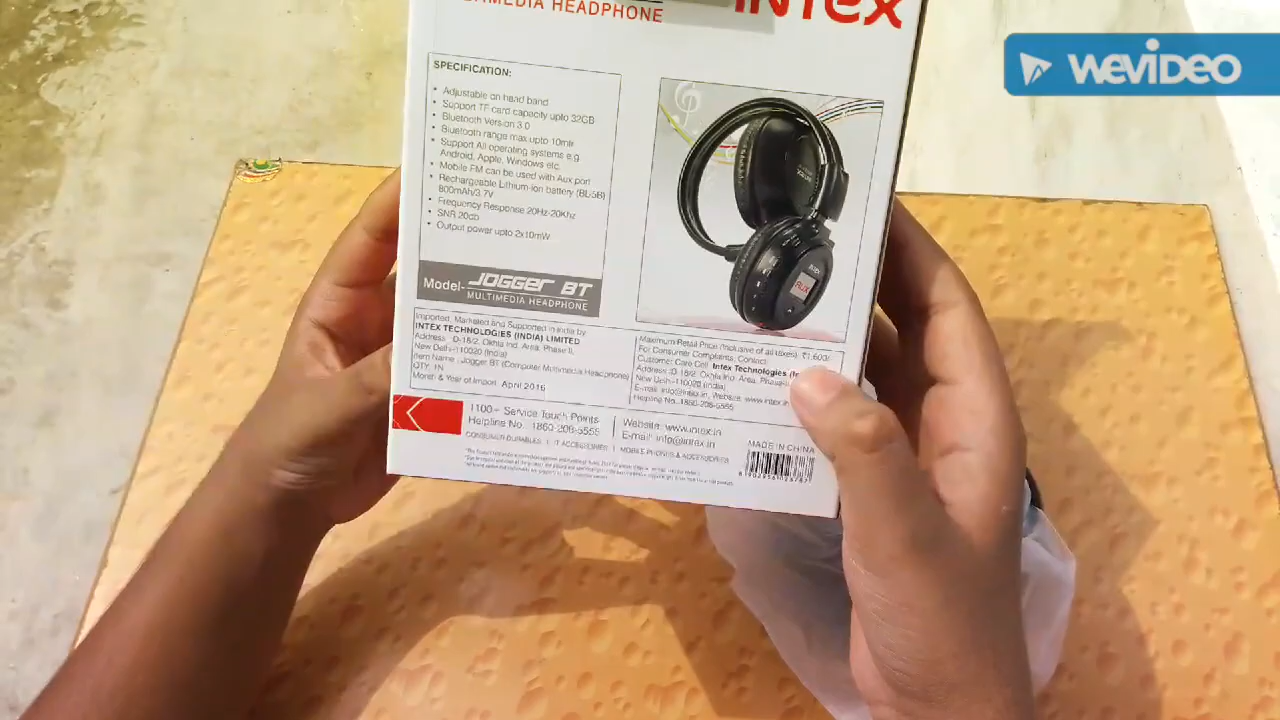 MULTIMEDIA HEADPHONE
INTEX
WEVIDEO
SPECIFICATION:
• Adjustable on hand band
• Support TF card capacity upto 32GB
• Bluetooth Version 3.0
• Bluetooth range max upto 10mtr
• Support All operating systems e.g
Android, Apple, Windows etc.
• Mobile FM can be used with Aux port
• Rechargeable Lithium-ion battery (BL-5B)
800mAh/3.7V
• Frequency Response 20Hz-20Khz
• SNR 20db
• Output power upto 2x10mW
Model- JOGGER BT
MULTIMEDIA HEADPHONE
AUX
Imported, Marketed and Supported in India by
INTEX TECHNOLOGIES (INDIA) LIMITED
Address : D-18/2, Okhla Ind. Area, Phase II,
New Delhi-110020 (India)
Item Name : Jogger BT (Computer Multimedia Headphone)
QTY. 1N
Month & Year of Import April 2016
Maximum Retail Price (Inclusive of all taxes) ₹1,600/-
For Consumer Complaints, Contact
Customer Care Cell, Intex Technologies
Address : D-18/2, Okhla Ind. Area, Phase-II
New Delhi-110020 (India)
E-mail: info@intex.in, Website: www.intex.in
Helpline No. 1860-208-5555
1100+ Service Touch Points
Helpline No. 1860-208-5555
Website: www.intex.in
E-mail: info@intex.in
CONSUMER DURABLES | IT ACCESSORIES | MOBILE PHONES & ACCESSORIES
MADE IN CHINA